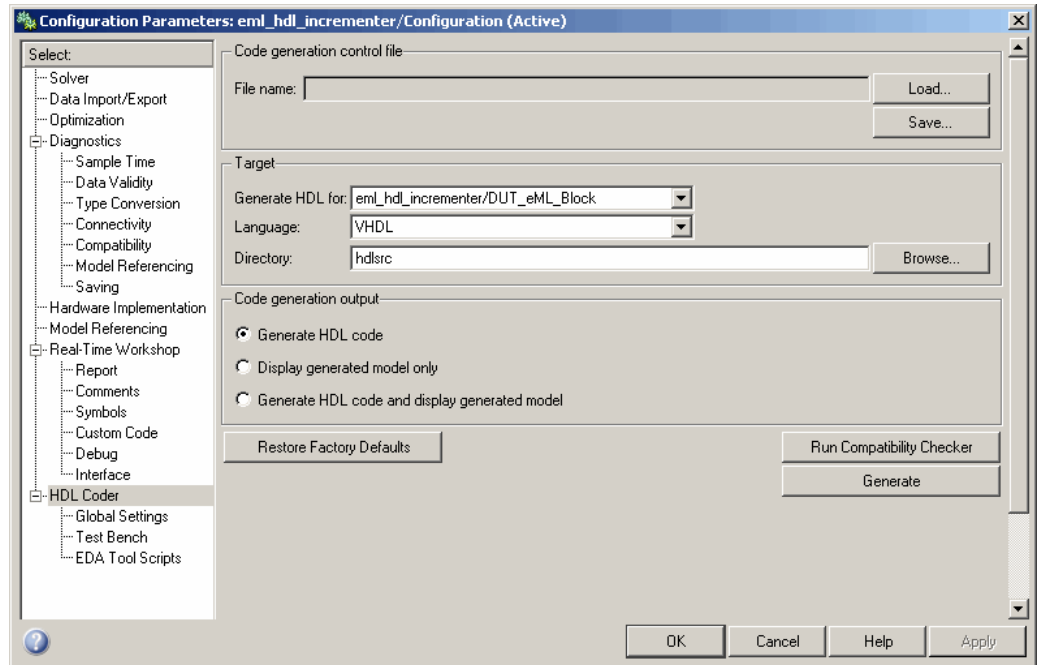 Configuration Parameters: eml_hdl_incrementer/Configuration (Active)
Select:
Solver
Data Import/Export
Optimization
Diagnostics
Sample Time
Data Validity
Type Conversion
Connectivity
Compatibility
Model Referencing
Saving
Hardware Implementation
Model Referencing
Real-Time Workshop
Report
Comments
Symbols
Custom Code
Debug
Interface
HDL Coder
Global Settings
Test Bench
EDA Tool Scripts
Code generation control file
File name: Load...
Save...
Target
Generate HDL for: eml_hdl_incrementer/DUT_eML_Block
Language: VHDL
Directory: hdlsrc Browse...
Code generation output
Generate HDL code
Display generated model only
Generate HDL code and display generated model
Restore Factory Defaults Run Compatibility Checker
Generate
OK Cancel Help Apply